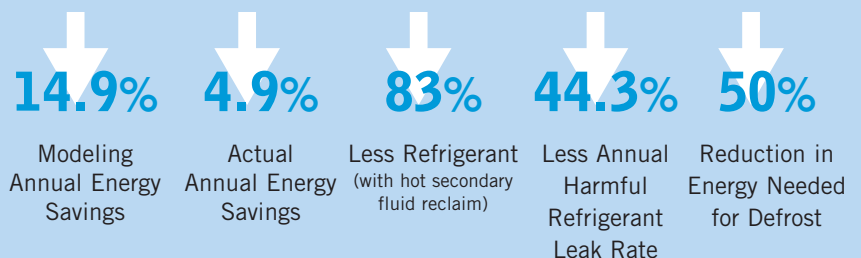 14.9% 4.9% 83% 44.3% 50%
Modeling
Annual Energy
Savings
Actual
Annual Energy
Savings
Less Refrigerant
(with hot secondary
fluid reclaim)
Less Annual
Harmful
Refrigerant
Leak Rate
Reduction in
Energy Needed
for Defrost